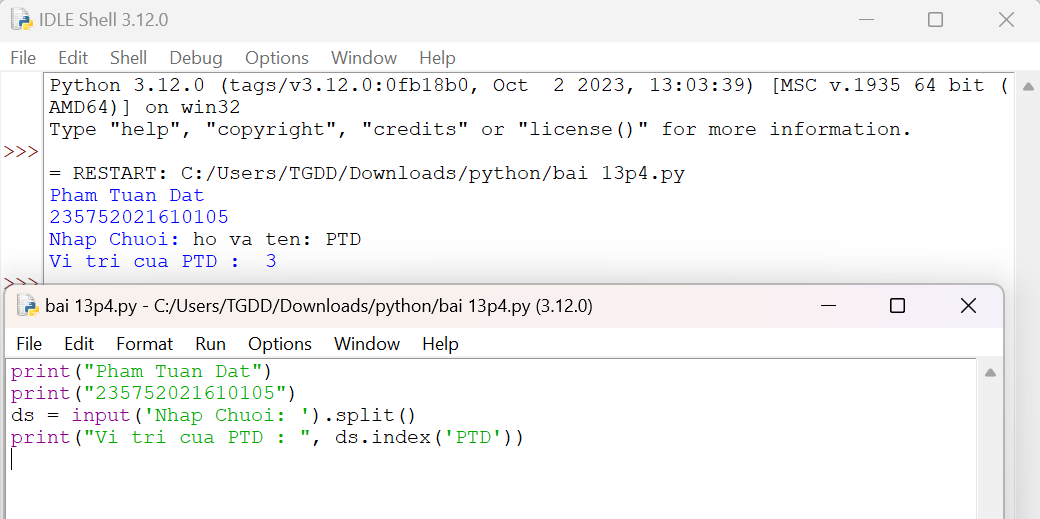 IDLE Shell 3.12.0
File Edit Shell Debug Options Window Help
Python 3.12.0 (tags/v3.12.0:0fb18b0, Oct  2 2023, 13:03:39) [MSC v.1935 64 bit (
AMD64)] on win32
Type "help", "copyright", "credits" or "license()" for more information.
>>>
= RESTART: C:/Users/TGDD/Downloads/python/bai 13p4.py
Pham Tuan Dat
235752021610105
Nhap Chuoi: ho va ten: PTD
Vi tri cua PTD :  3
>>>
bai 13p4.py - C:/Users/TGDD/Downloads/python/bai 13p4.py (3.12.0)
File Edit Format Run Options Window Help
print("Pham Tuan Dat")
print("235752021610105")
ds = input('Nhap Chuoi: ').split()
print("Vi tri cua PTD : ", ds.index('PTD'))